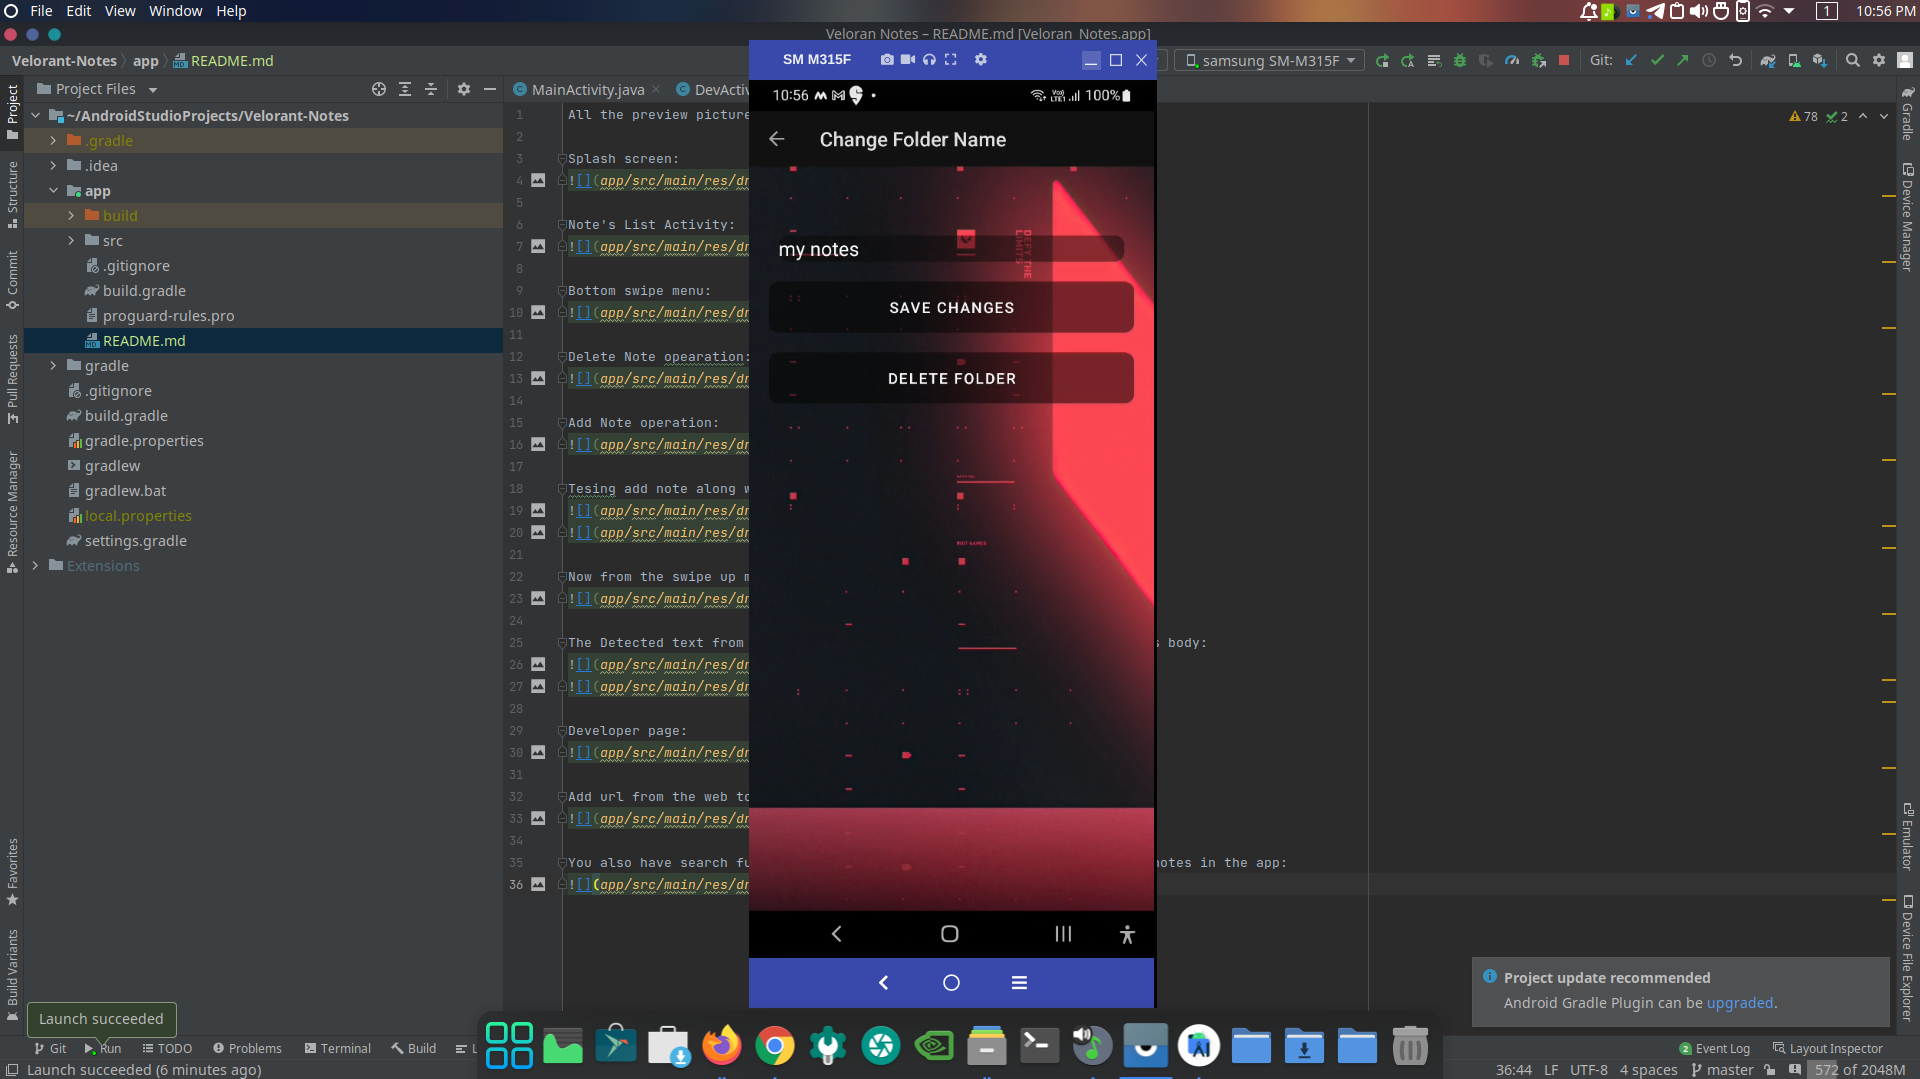 File Edit View Window Help
1 10:56 PM
Veloran Notes – README.md [Veloran_Notes.app]
Velorant-Notes app README.md
samsung SM-M315F
Git:
Project Files
MainActivity.java
DevActiv
78 2
~/AndroidStudioProjects/Velorant-Notes
.gradle
.idea
app
build
src
.gitignore
build.gradle
proguard-rules.pro
README.md
gradle
.gitignore
build.gradle
gradle.properties
gradlew
gradlew.bat
local.properties
settings.gradle
Extensions
Project
Structure
Commit
Pull Requests
Resource Manager
Favorites
Build Variants
1 All the preview picture
2
3 Splash screen:
4 ![](app/src/main/res/dr
5
6 Note's List Activity:
7 ![](app/src/main/res/dr
8
9 Bottom swipe menu:
10 ![](app/src/main/res/dr
11
12 Delete Note opearation:
13 ![](app/src/main/res/dr
14
15 Add Note operation:
16 ![](app/src/main/res/dr
17
18 Tesing add note along w
19 ![](app/src/main/res/dr
20 ![](app/src/main/res/dr
21
22 Now from the swipe up m
23 ![](app/src/main/res/dr
24
25 The Detected text from s body:
26 ![](app/src/main/res/dr
27 ![](app/src/main/res/dr
28
29 Developer page:
30 ![](app/src/main/res/dr
31
32 Add url from the web to
33 ![](app/src/main/res/dr
34
35 You also have search fu notes in the app:
36 ![](app/src/main/res/dr
SM M315F
10:56 100%
Change Folder Name
DEFY THE
LIMITS
my notes
SAVE CHANGES
DELETE FOLDER
RIOT GAMES
Gradle
Device Manager
Emulator
Device File Explorer
Project update recommended
Android Gradle Plugin can be upgraded.
Launch succeeded
Git Run TODO Problems Terminal Build L
2 Event Log Layout Inspector
Launch succeeded (6 minutes ago)
36:44 LF UTF-8 4 spaces master 572 of 2048M